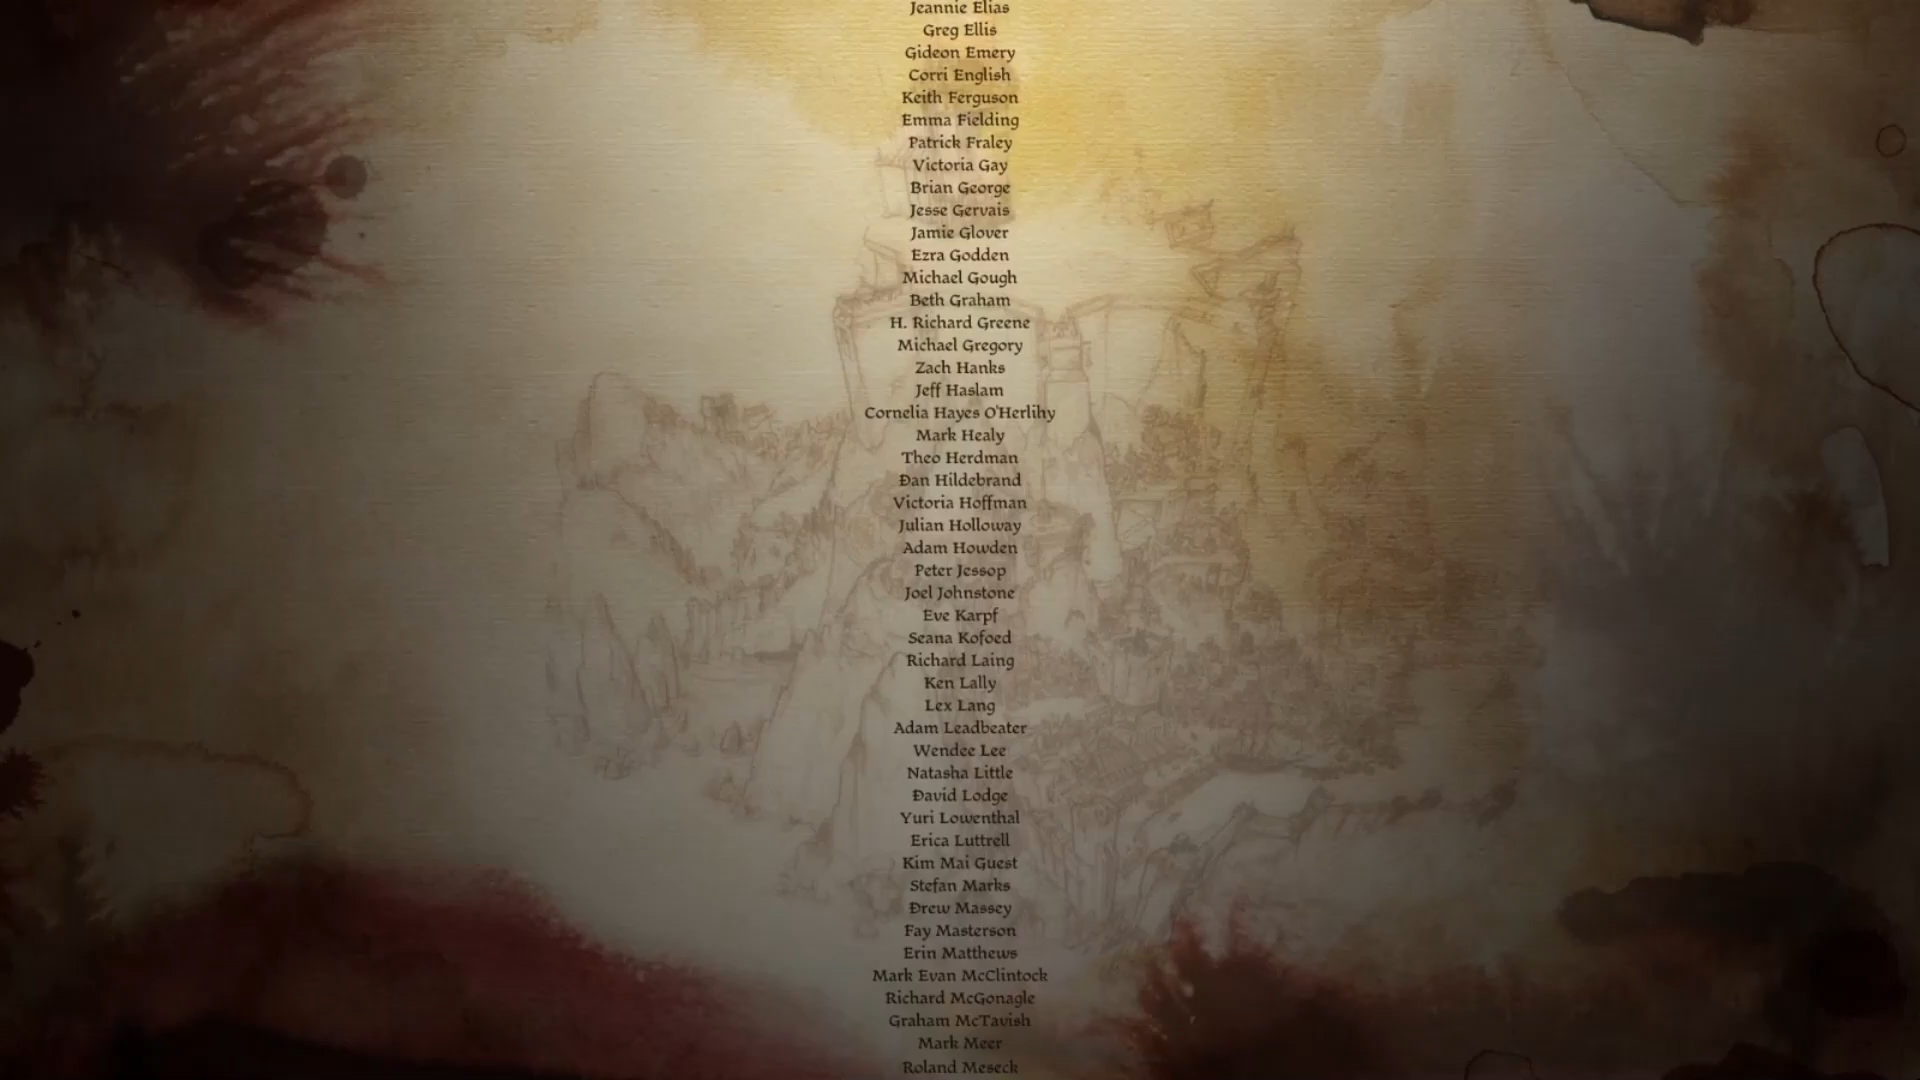 Jeannie Elias
Greg Ellis
Gideon Emery
Corri English
Keith Ferguson
Emma Fielding
Patrick Fraley
Victoria Gay
Brian George
Jesse Gervais
Jamie Glover
Ezra Godden
Michael Gough
Beth Graham
H. Richard Greene
Michael Gregory
Zach Hanks
Jeff Haslam
Cornelia Hayes O'Herlihy
Mark Healy
Theo Herdman
Dan Hildebrand
Victoria Hoffman
Julian Holloway
Adam Howden
Peter Jessop
Joel Johnstone
Eve Karpf
Seana Kofoed
Richard Laing
Ken Lally
Lex Lang
Adam Leadbeater
Wendee Lee
Natasha Little
David Lodge
Yuri Lowenthal
Erica Luttrell
Kim Mai Guest
Stefan Marks
Drew Massey
Fay Masterson
Erin Matthews
Mark Evan McClintock
Richard McGonagle
Graham McTavish
Mark Meer
Roland Meseck